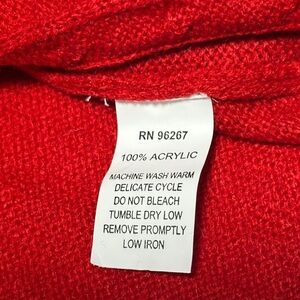 RN 96267
100% ACRYLIC
MACHINE WASH WARM
DELICATE CYCLE
DO NOT BLEACH
TUMBLE DRY LOW
REMOVE PROMPTLY
LOW IRON